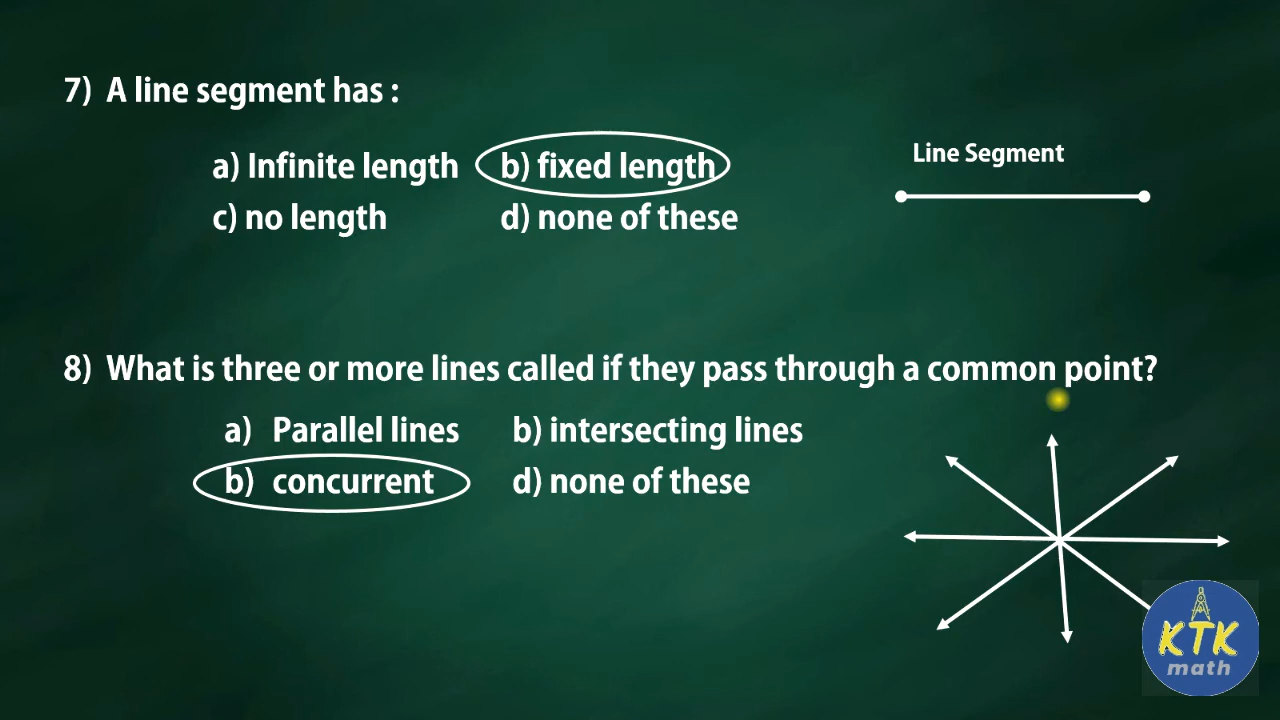 7) A line segment has :
a) Infinite length b) fixed length
c) no length d) none of these
Line Segment
8) What is three or more lines called if they pass through a common point?
a) Parallel lines b) intersecting lines
b) concurrent d) none of these
KTK
math